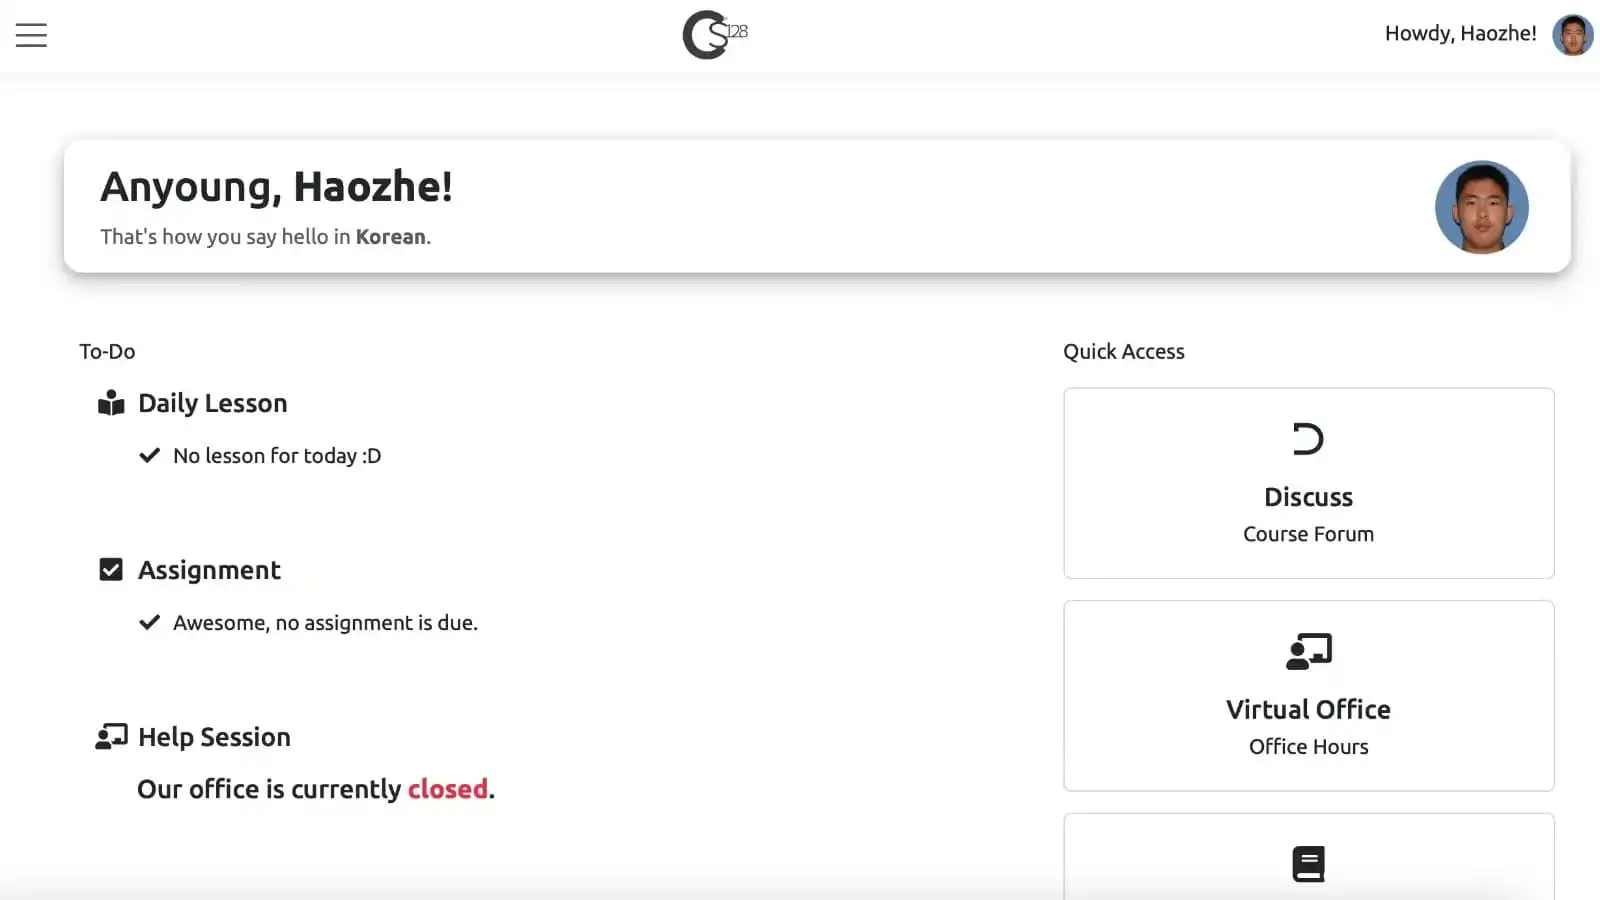 CS128
Howdy, Haozhe!
Anyoung, Haozhe!
That's how you say hello in Korean.
To-Do
Daily Lesson
No lesson for today :D
Assignment
Awesome, no assignment is due.
Help Session
Our office is currently closed.
Quick Access
Discuss
Course Forum
Virtual Office
Office Hours